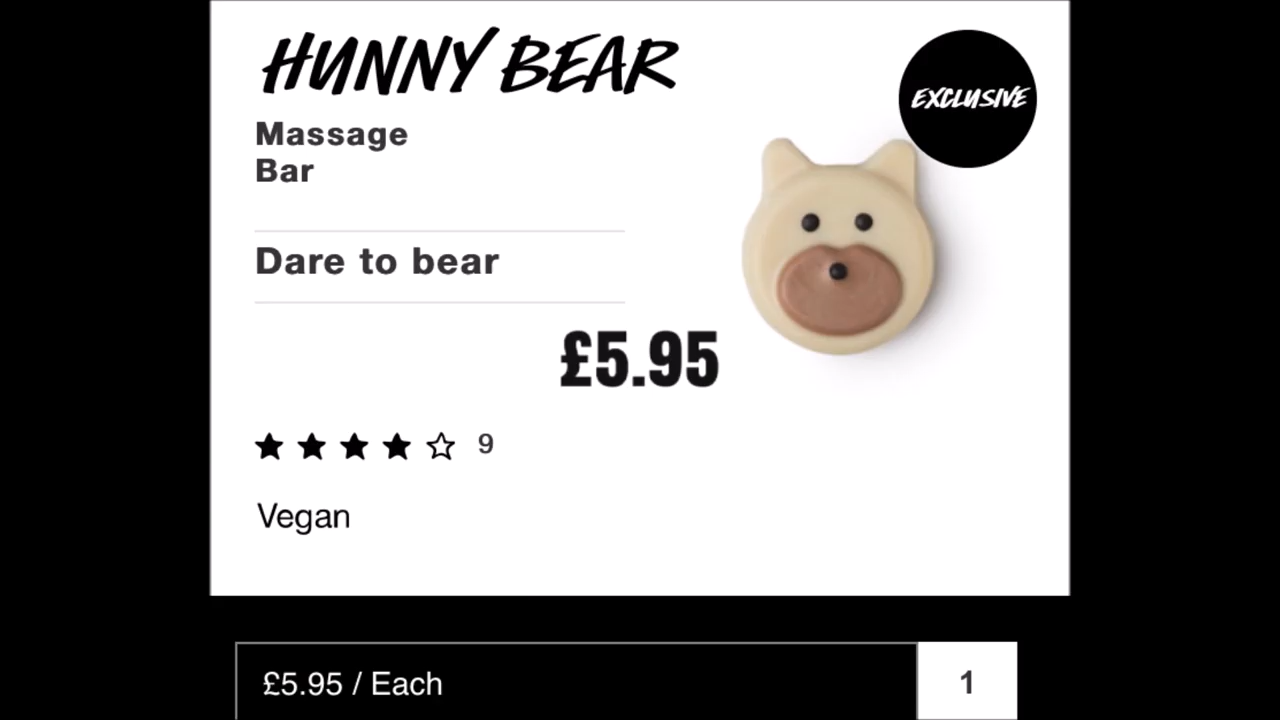 HUNNY BEAR
EXCLUSIVE
Massage
Bar
Dare to bear
£5.95
9
Vegan
£5.95 / Each
1